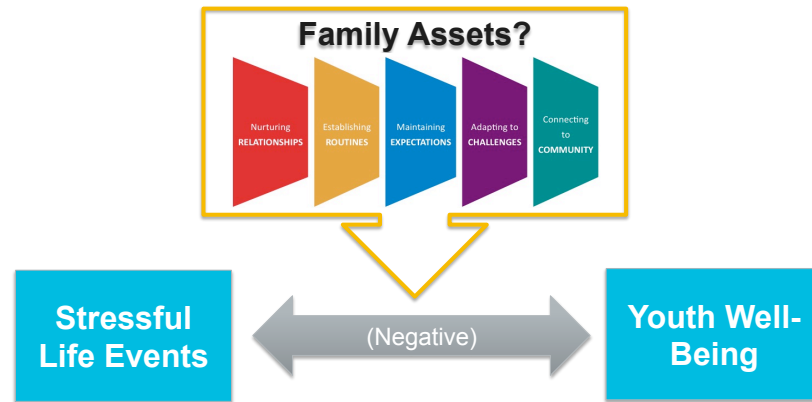 Family Assets?
Nurturing
RELATIONSHIPS
Establishing
ROUTINES
Maintaining
EXPECTATIONS
Adapting to
CHALLENGES
Connecting
to
COMMUNITY
Stressful
Life Events
(Negative)
Youth Well-
Being